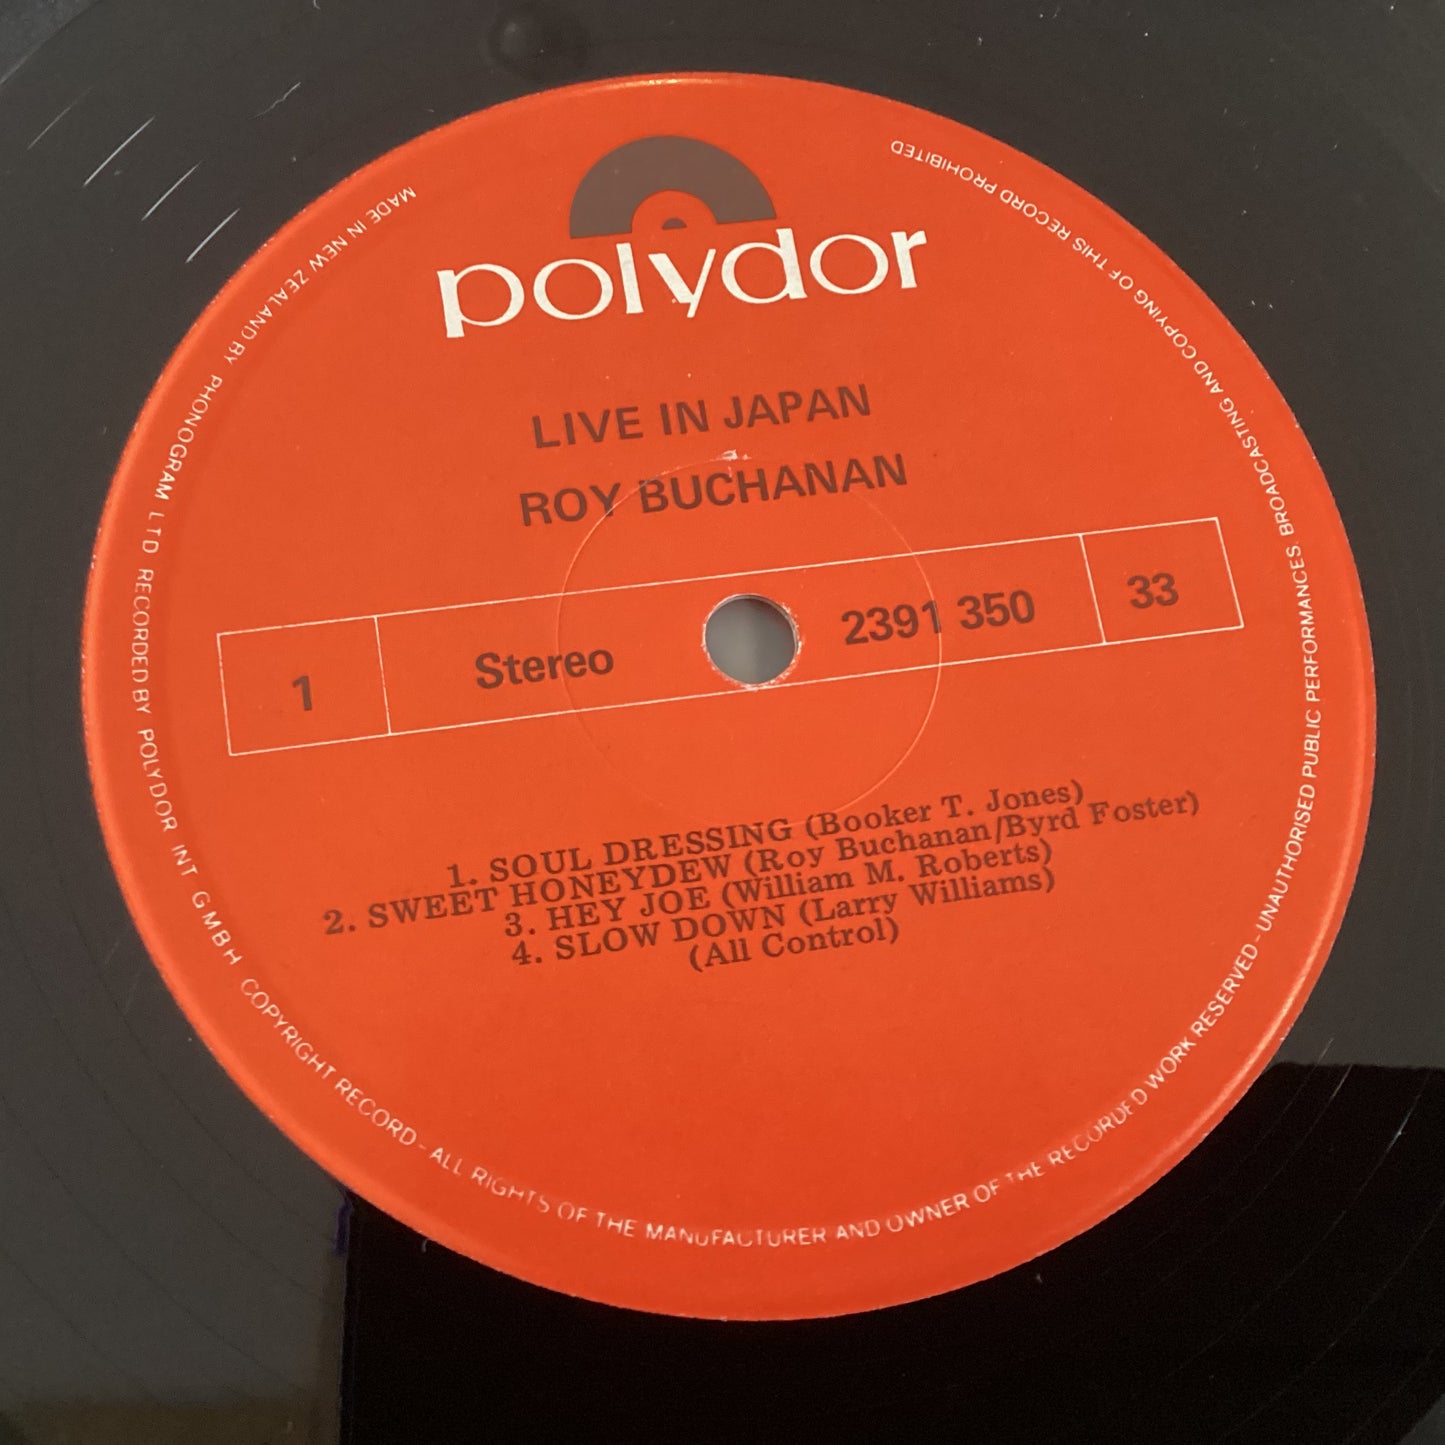 polydor
LIVE IN JAPAN
ROY BUCHANAN
1 Stereo 2391 350 33
1. SOUL DRESSING (Booker T. Jones)
2. SWEET HONEYDEW (Roy Buchanan/Byrd Foster)
3. HEY JOE (William M. Roberts)
4. SLOW DOWN (Larry Williams)
(All Control)
MADE IN NEW ZEALAND BY PHONOGRAM LTD RECORDED BY POLYDOR INT GMBH COPYRIGHT RECORD - ALL RIGHTS OF THE MANUFACTURER AND OWNER OF THE RECORDED WORK RESERVED - UNAUTHORISED PUBLIC PERFORMANCES. BROADCASTING AND COPYING OF THIS RECORD PROHIBITED